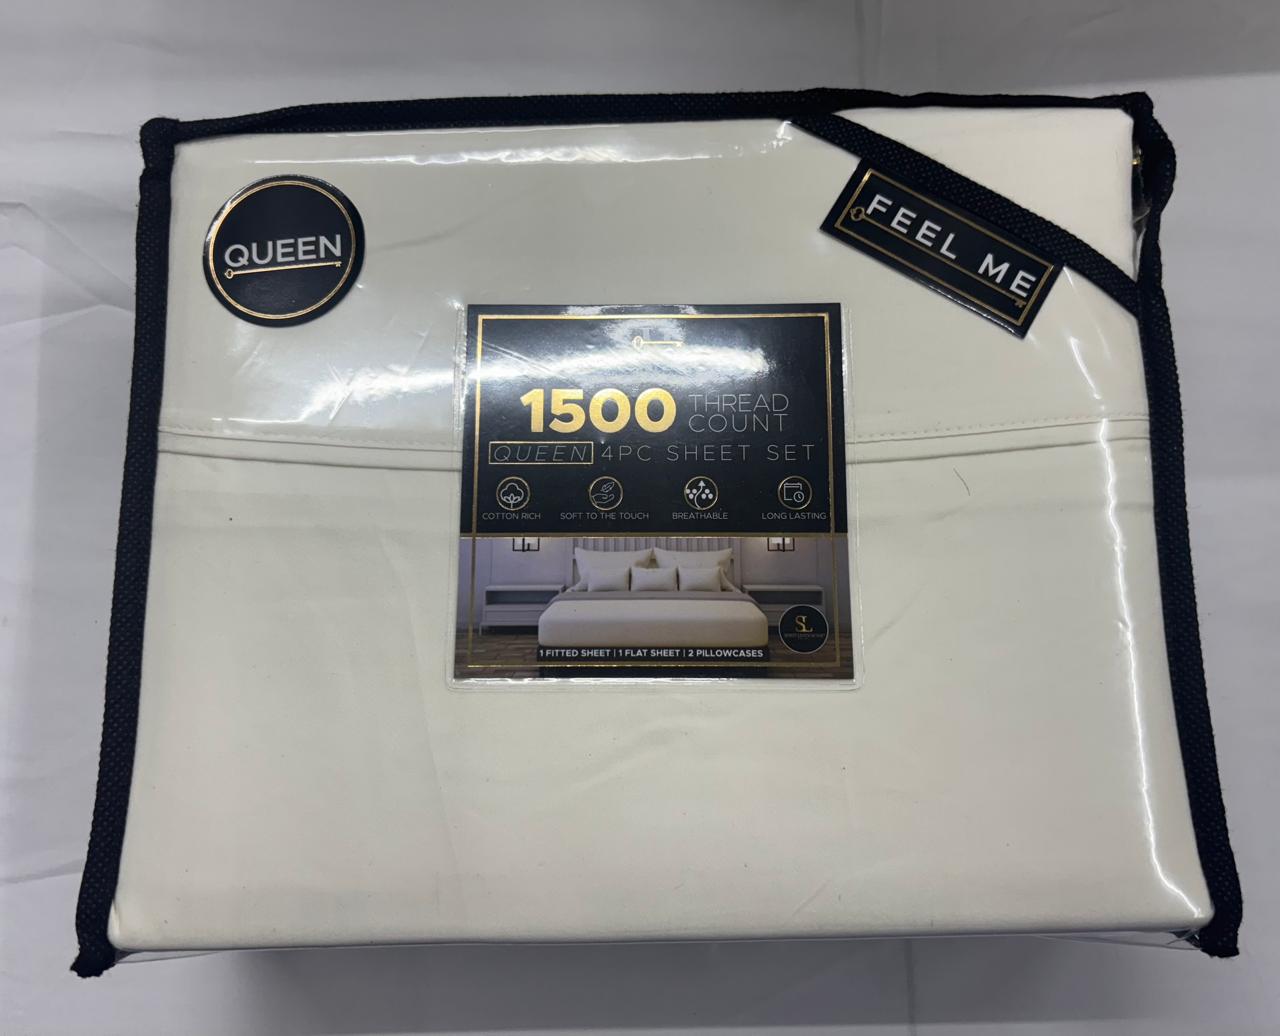 QUEEN
FEEL ME
1500 THREAD COUNT
QUEEN 4PC SHEET SET
COTTON RICH SOFT TO THE TOUCH BREATHABLE LONG LASTING
SL
1 FITTED SHEET | 1 FLAT SHEET | 2 PILLOWCASES